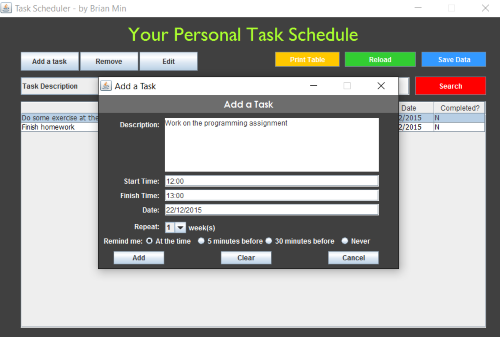 Task Scheduler - by Brian Min
Your Personal Task Schedule
Add a task Remove Edit Print Table Reload Save Data
Task Description Search
Date Completed?
Do some exercise at the 2/2015 N
Finish homework 2/2015 N
Add a Task
Add a Task
Description: Work on the programming assignment
Start Time: 12:00
Finish Time: 13:00
Date: 22/12/2015
Repeat: 1 week(s)
Remind me: At the time 5 minutes before 30 minutes before Never
Add Clear Cancel